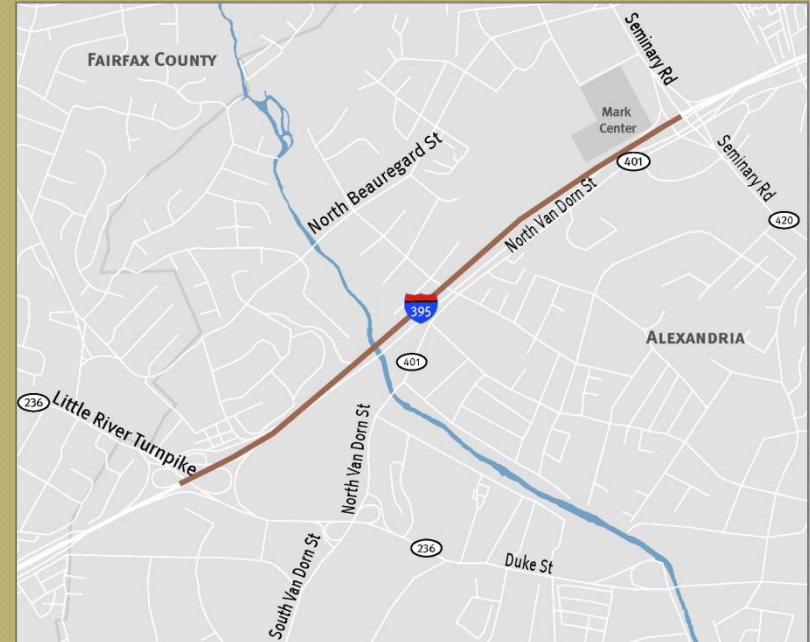 Seminary Rd
FAIRFAX COUNTY
Mark
Center
North Beauregard St
401
Seminary Rd
North Van Dorn St
420
395
ALEXANDRIA
401
236
Little River Turnpike
North Van Dorn St
236
Duke St
South Van Dorn St